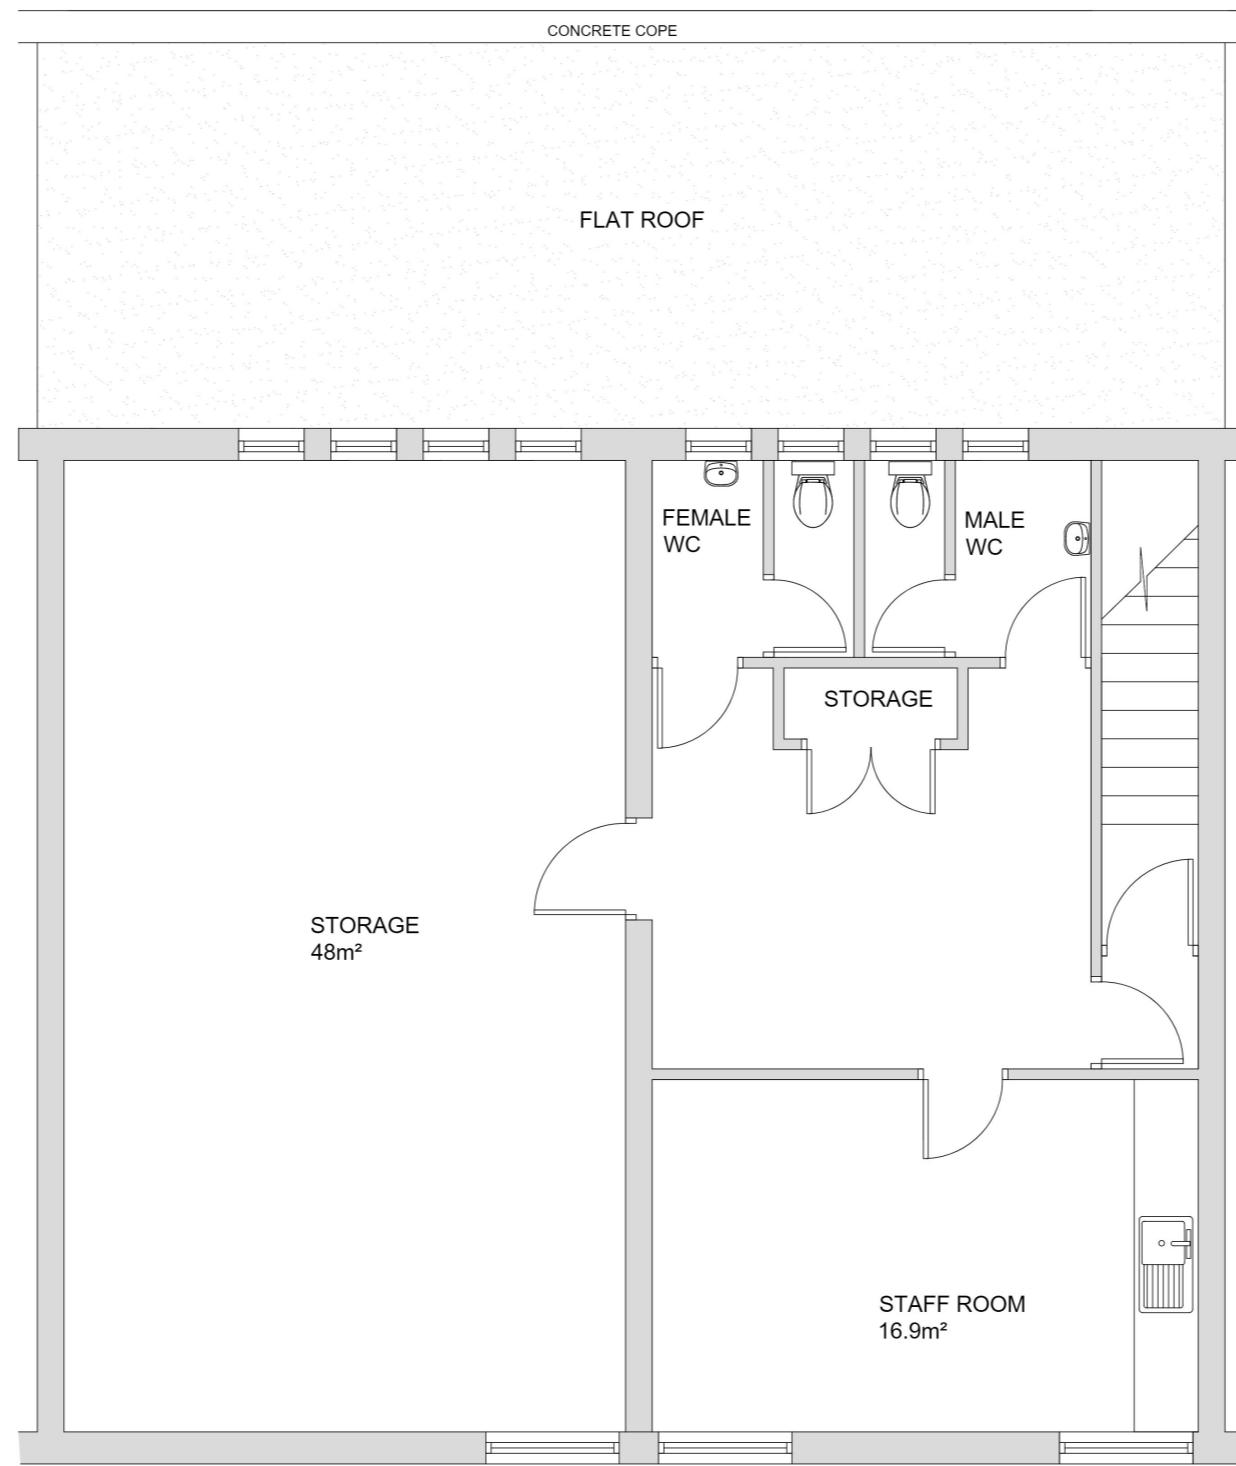 CONCRETE COPE
FLAT ROOF
FEMALE
WC
MALE
WC
STORAGE
STORAGE
48m²
STAFF ROOM
16.9m²